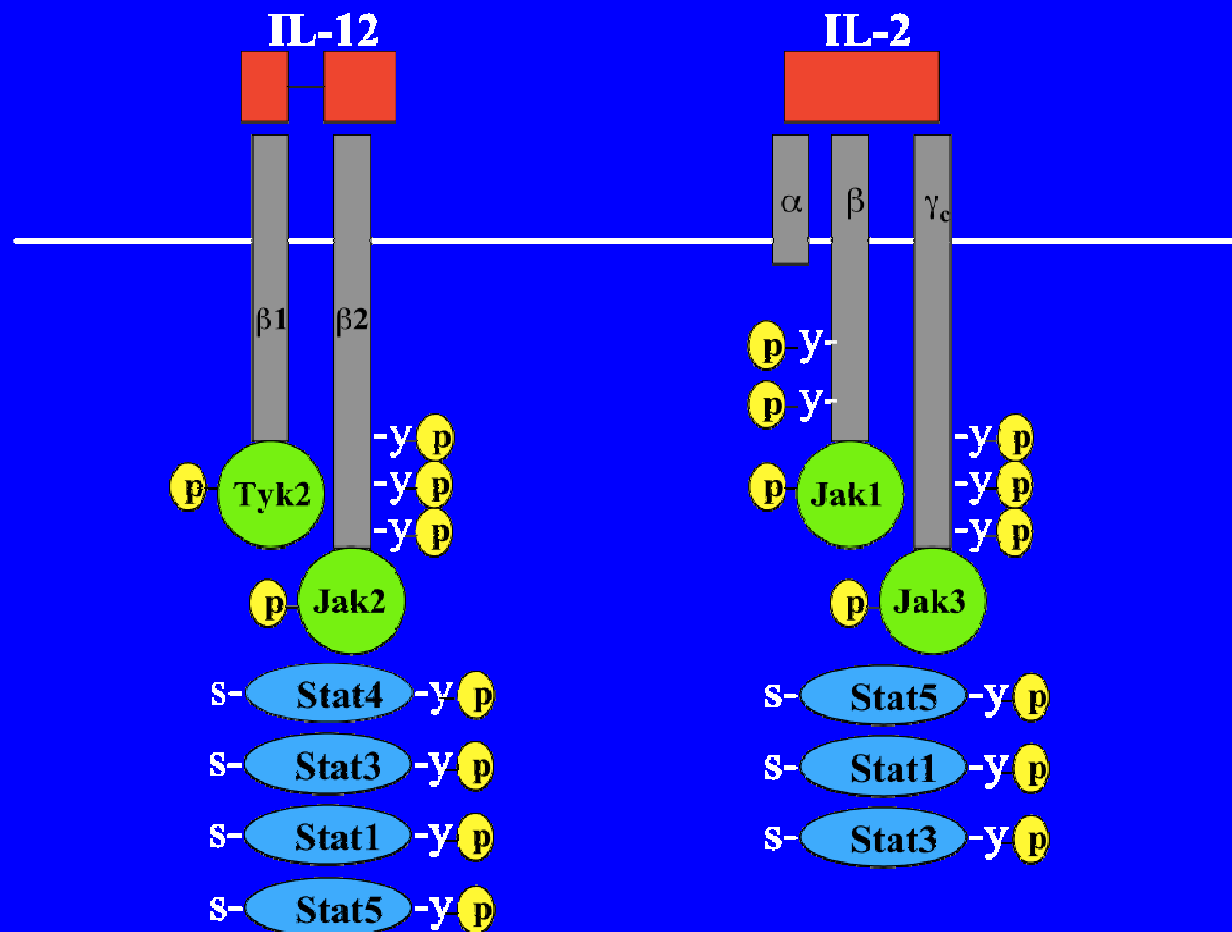 IL-12
β1
β2
-y p
-y p
-y p
p Tyk2
p Jak2
s- Stat4 -y p
s- Stat3 -y p
s- Stat1 -y p
s- Stat5 -y p
IL-2
α
β
γc
p y-
p y-
p Jak1
-y p
-y p
-y p
p Jak3
s- Stat5 -y p
s- Stat1 -y p
s- Stat3 -y p